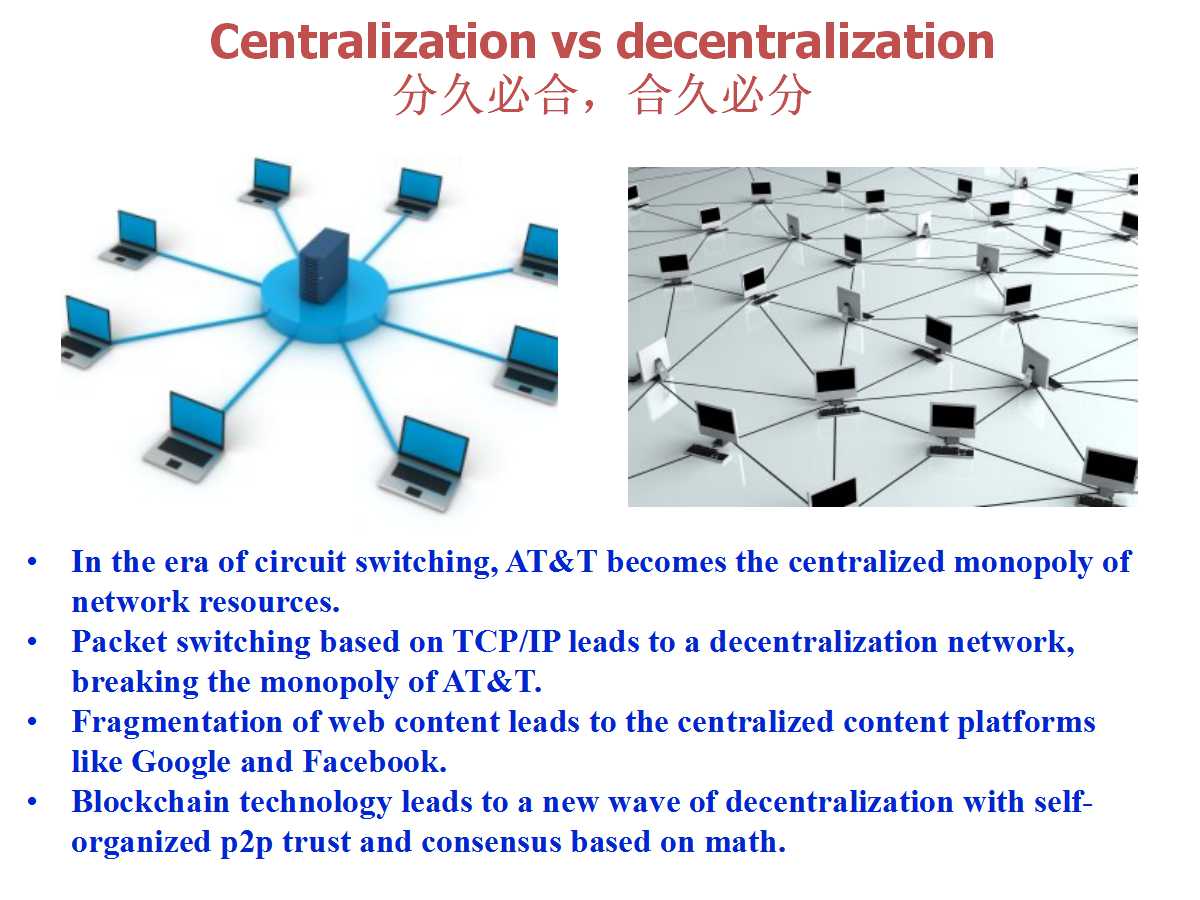 Centralization vs decentralization
分久必合，合久必分
• In the era of circuit switching, AT&T becomes the centralized monopoly of
network resources.
• Packet switching based on TCP/IP leads to a decentralization network,
breaking the monopoly of AT&T.
• Fragmentation of web content leads to the centralized content platforms
like Google and Facebook.
• Blockchain technology leads to a new wave of decentralization with self-
organized p2p trust and consensus based on math.